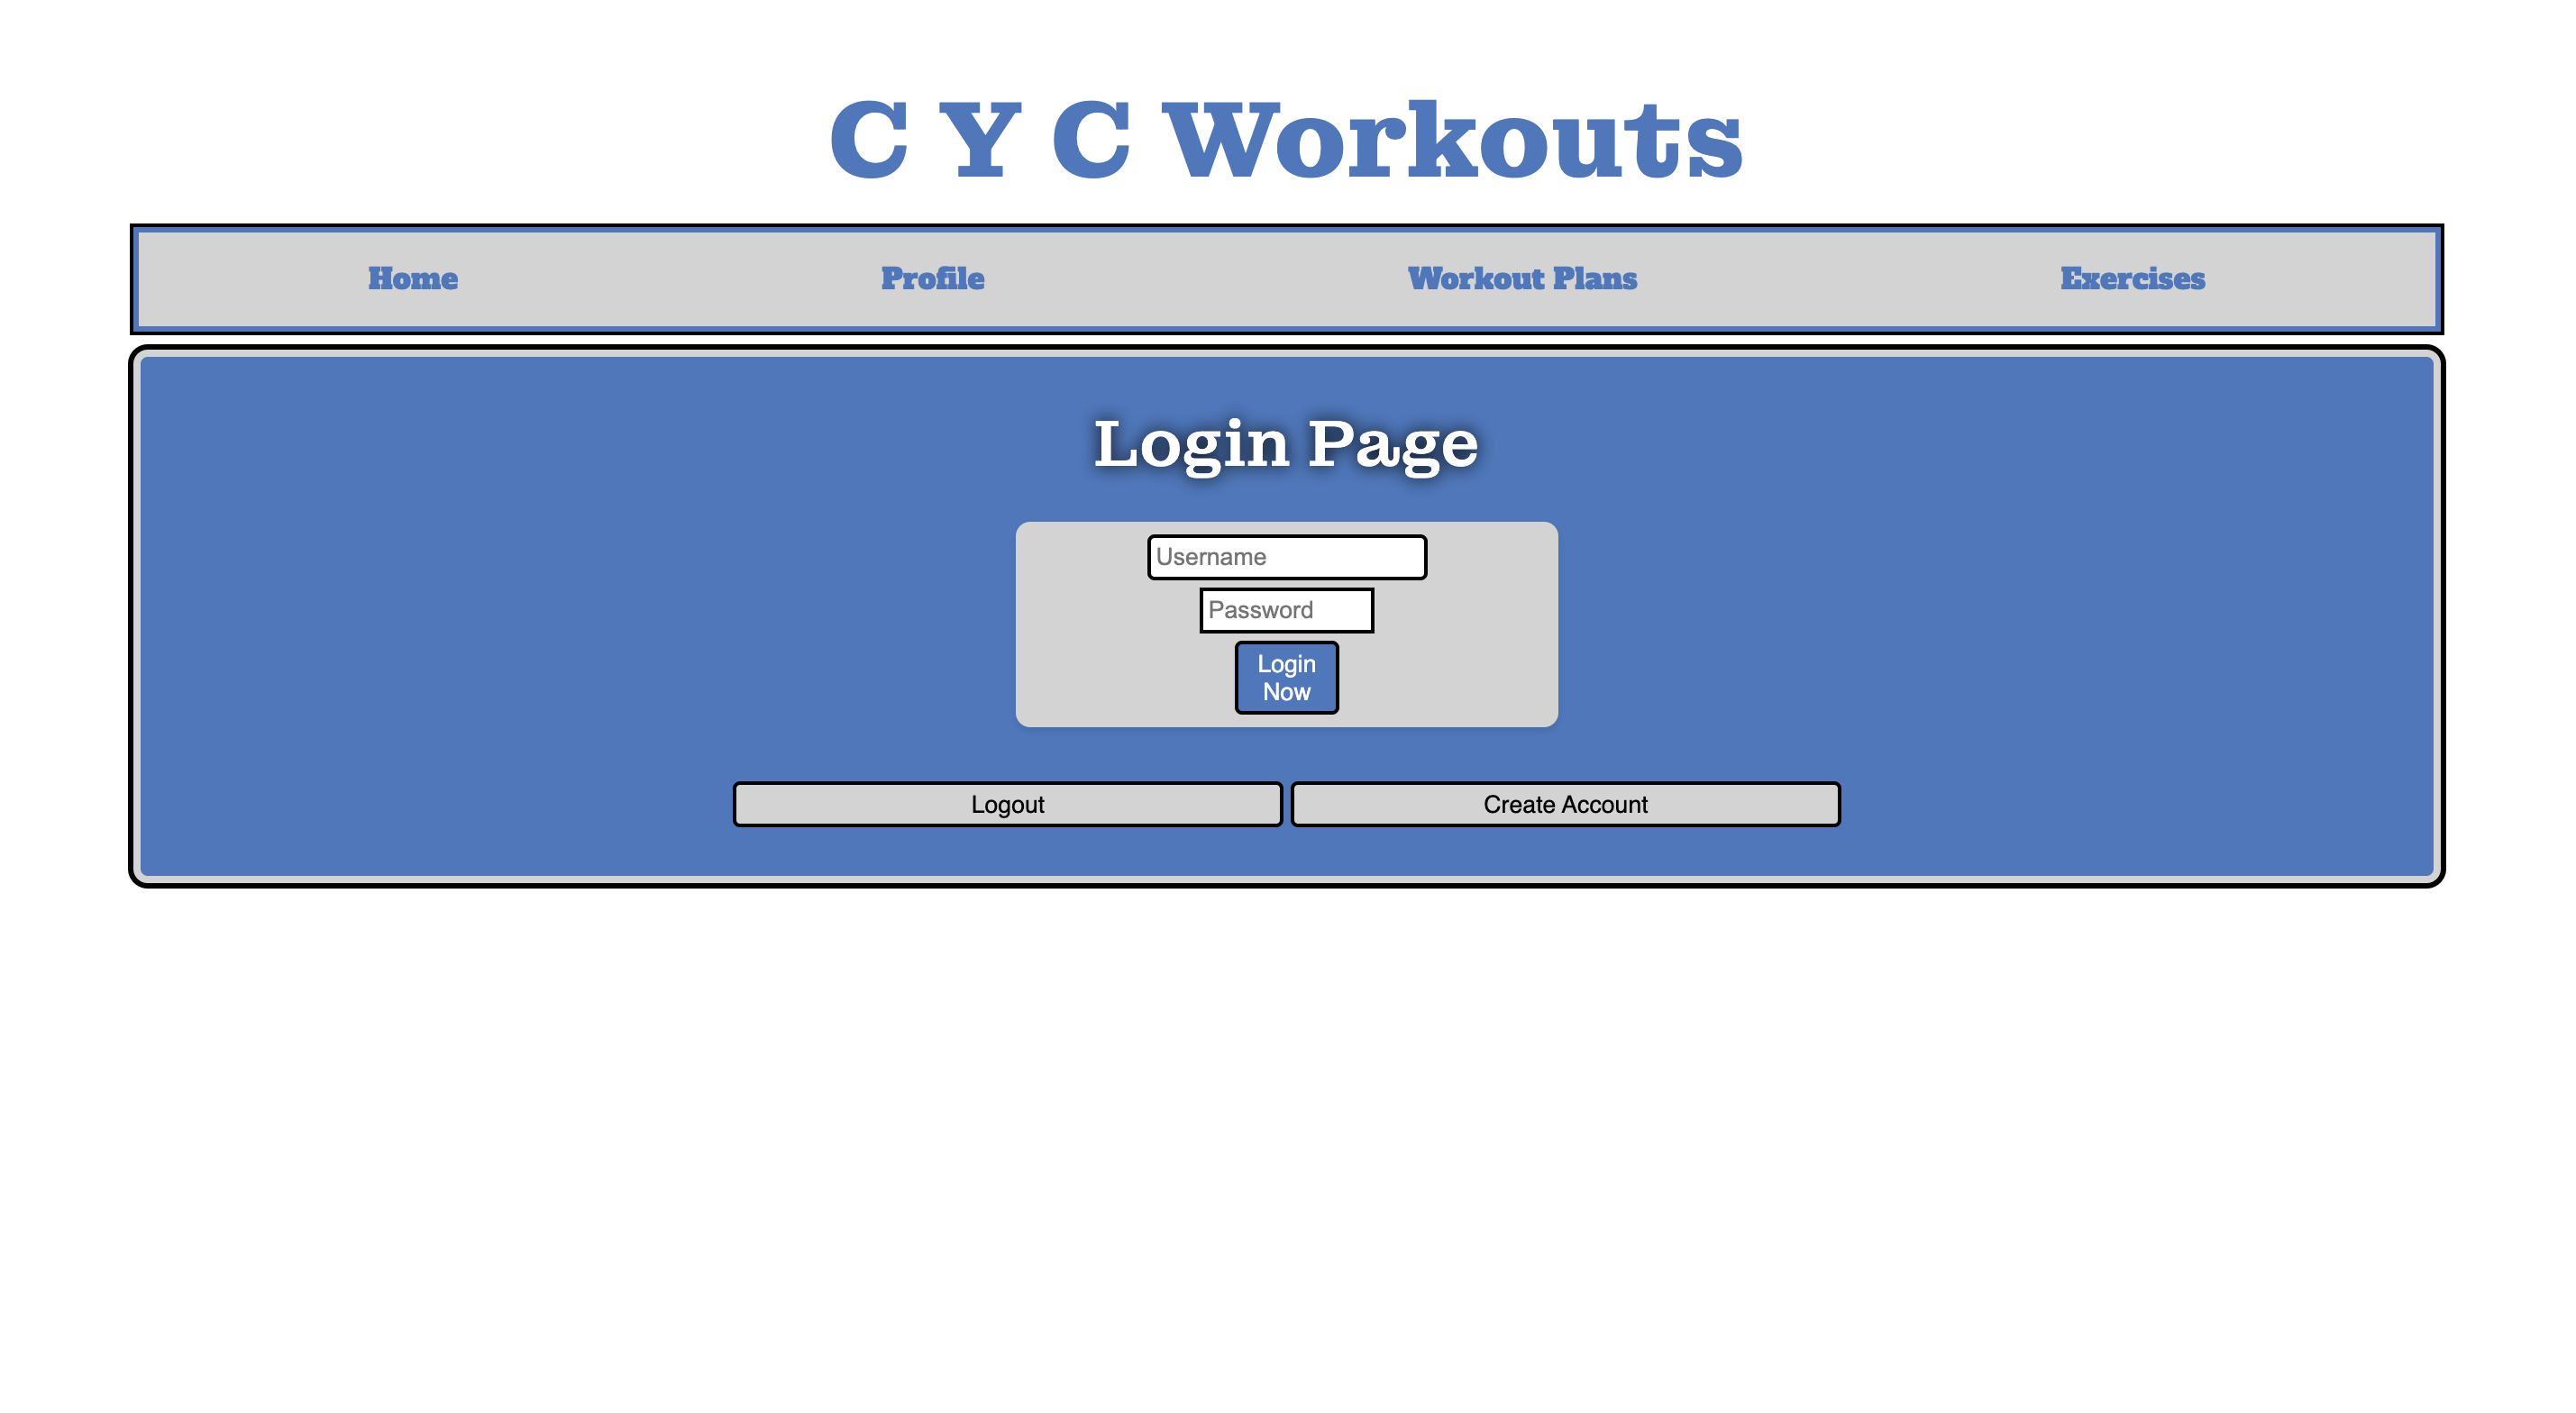 C Y C Workouts
Home Profile Workout Plans Exercises
Login Page
Username
Password
Login
Now
Logout Create Account